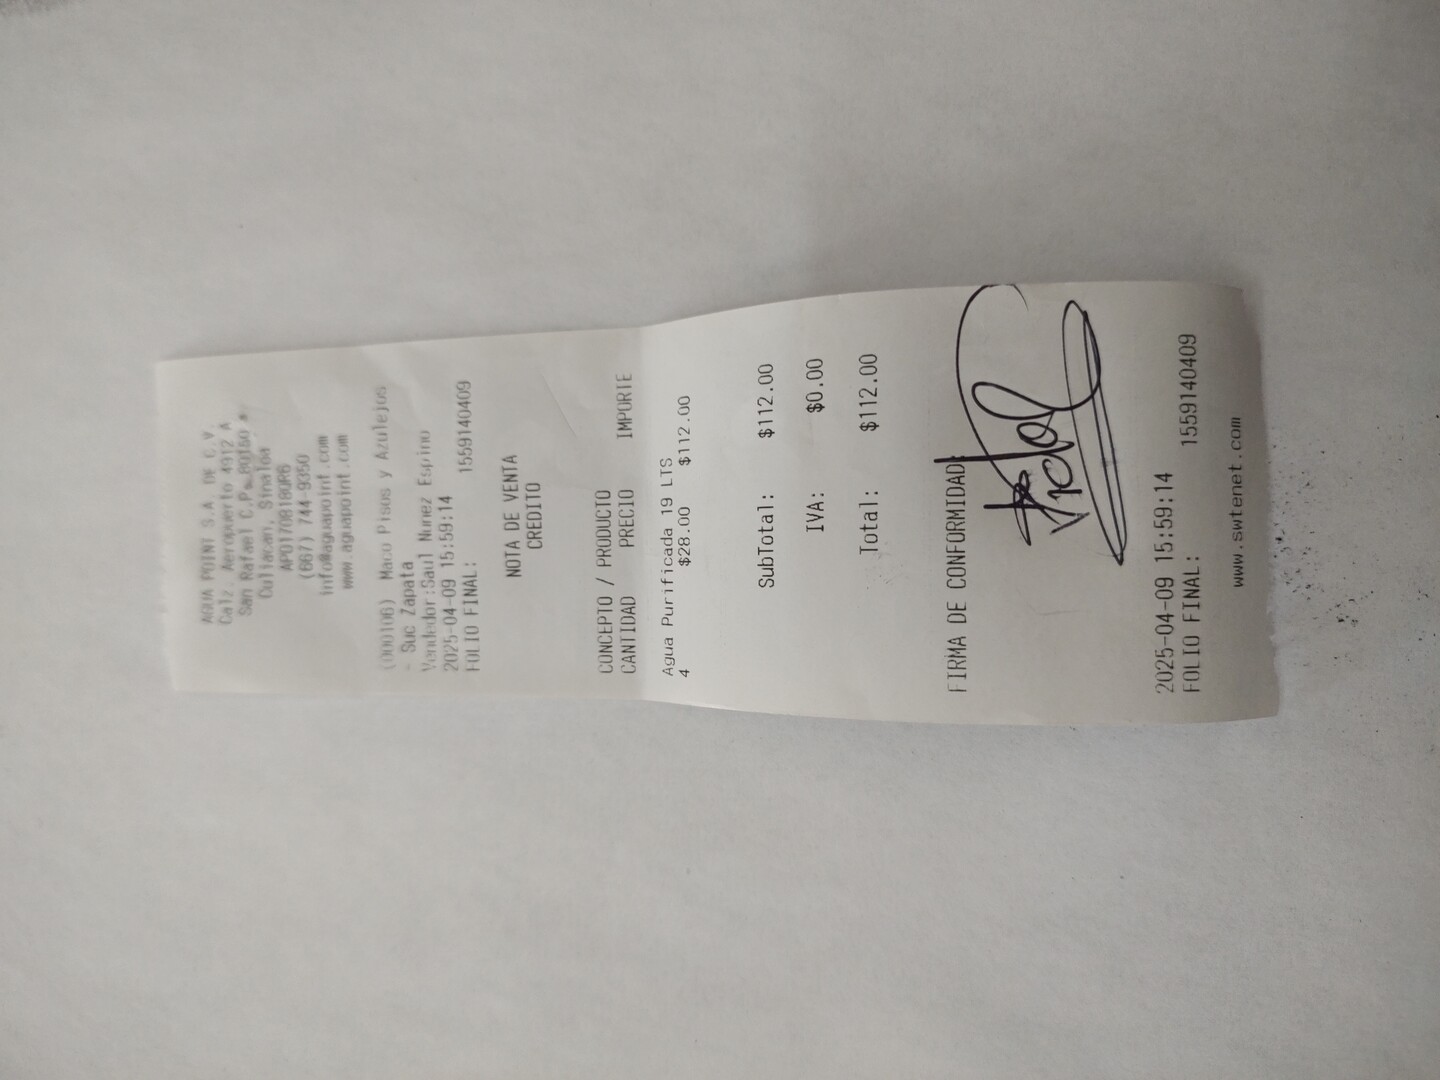 AGUA POINT S.A. DE C.V.
Calz. Aeropuerto 4912 A
San Rafael C.P. 80150
Culiacan, Sinaloa
(667) 744-9350
info@aguapoint.com
www.aguapoint.com
(000106) Maco Pisos y Azulejos
- Suc Zapata
Vendedor:Saul Nunez Espino
2025-04-09 15:59:14
FOLIO FINAL: 1559140409
NOTA DE VENTA
CREDITO
CONCEPTO / PRODUCTO
CANTIDAD PRECIO IMPORTE
Agua Purificada 19 LTS
4 $28.00 $112.00
SubTotal: $112.00
IVA: $0.00
Total: $112.00
FIRMA DE CONFORMIDAD:
2025-04-09 15:59:14
FOLIO FINAL: 1559140409
www.swtenet.com